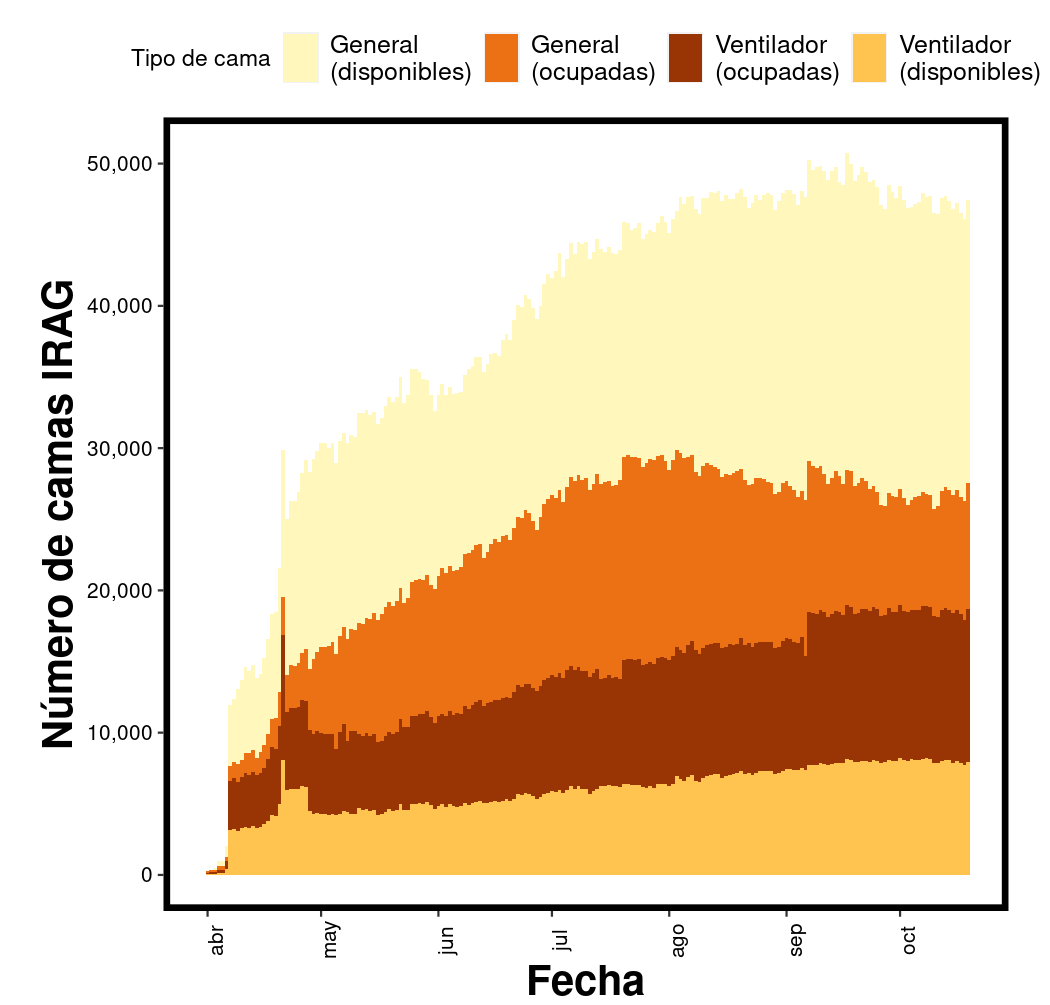 Tipo de cama
General
(disponibles)
General
(ocupadas)
Ventilador
(ocupadas)
Ventilador
(disponibles)
Número de camas IRAG
50,000
40,000
30,000
20,000
10,000
0
abr
may
jun
jul
ago
sep
oct
Fecha